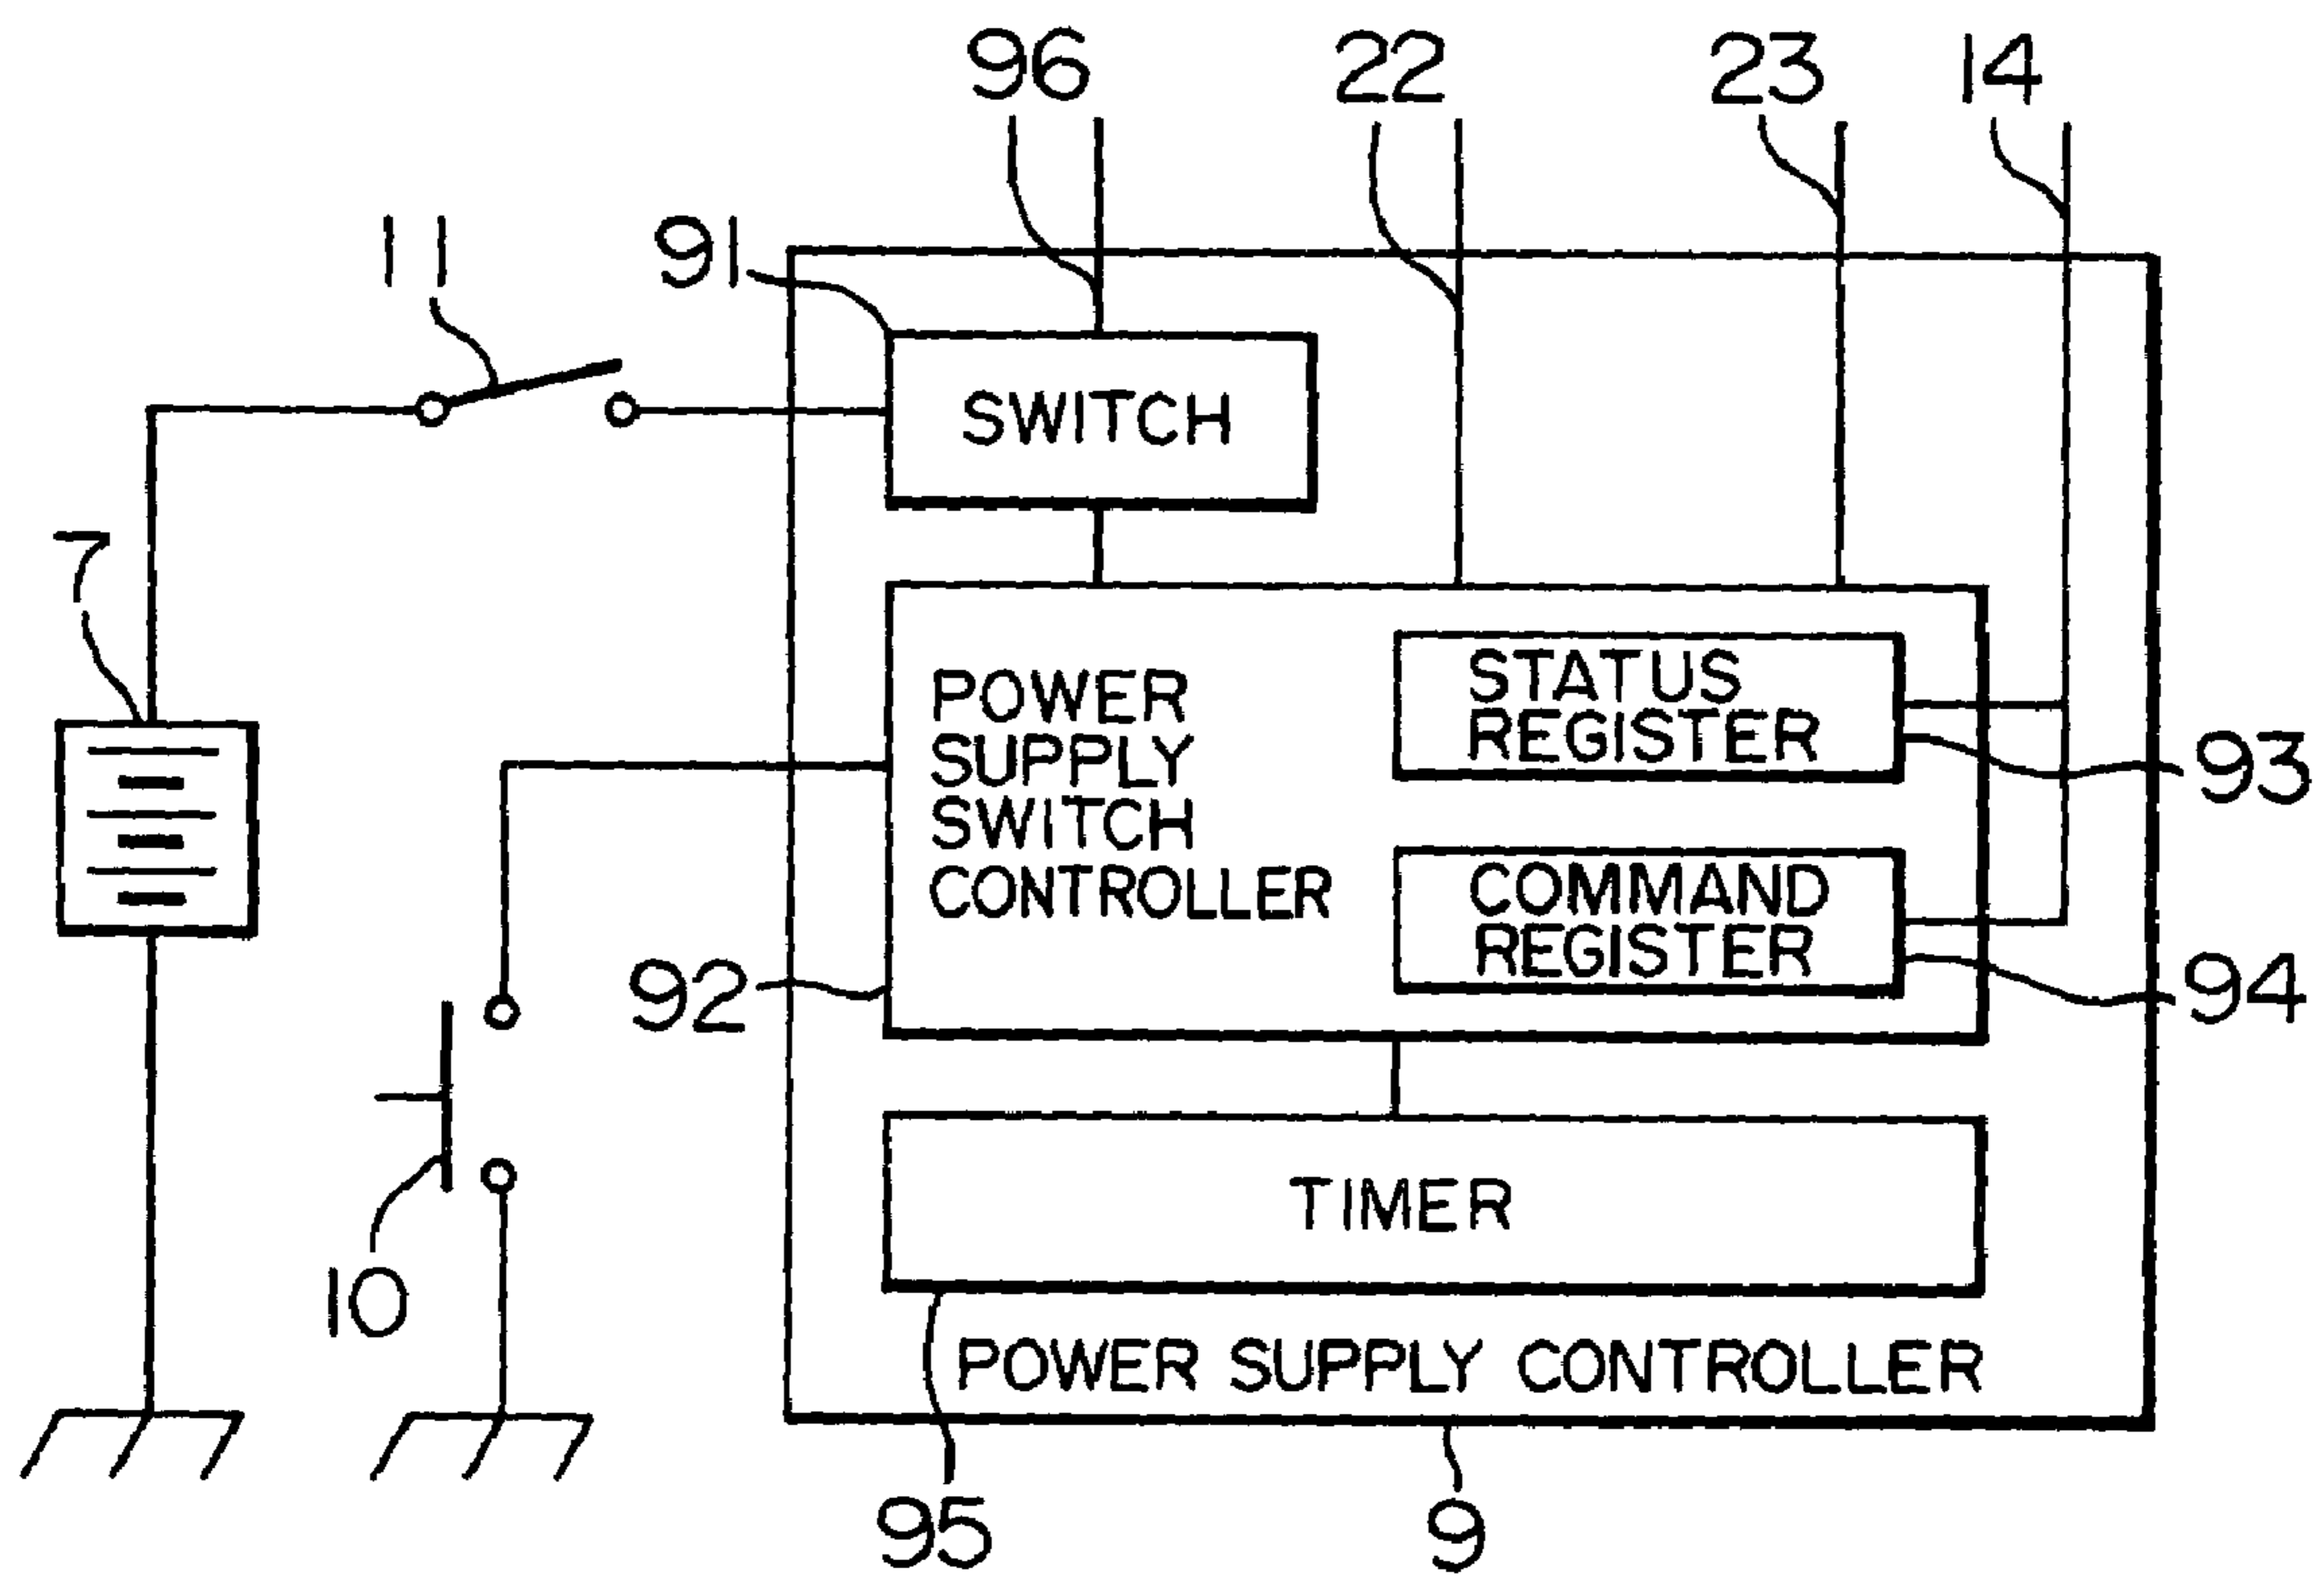 96
22
23
14
11
91
SWITCH
7
POWER
SUPPLY
SWITCH
CONTROLLER
STATUS
REGISTER
93
COMMAND
REGISTER
94
92
10
TIMER
POWER SUPPLY CONTROLLER
95
9